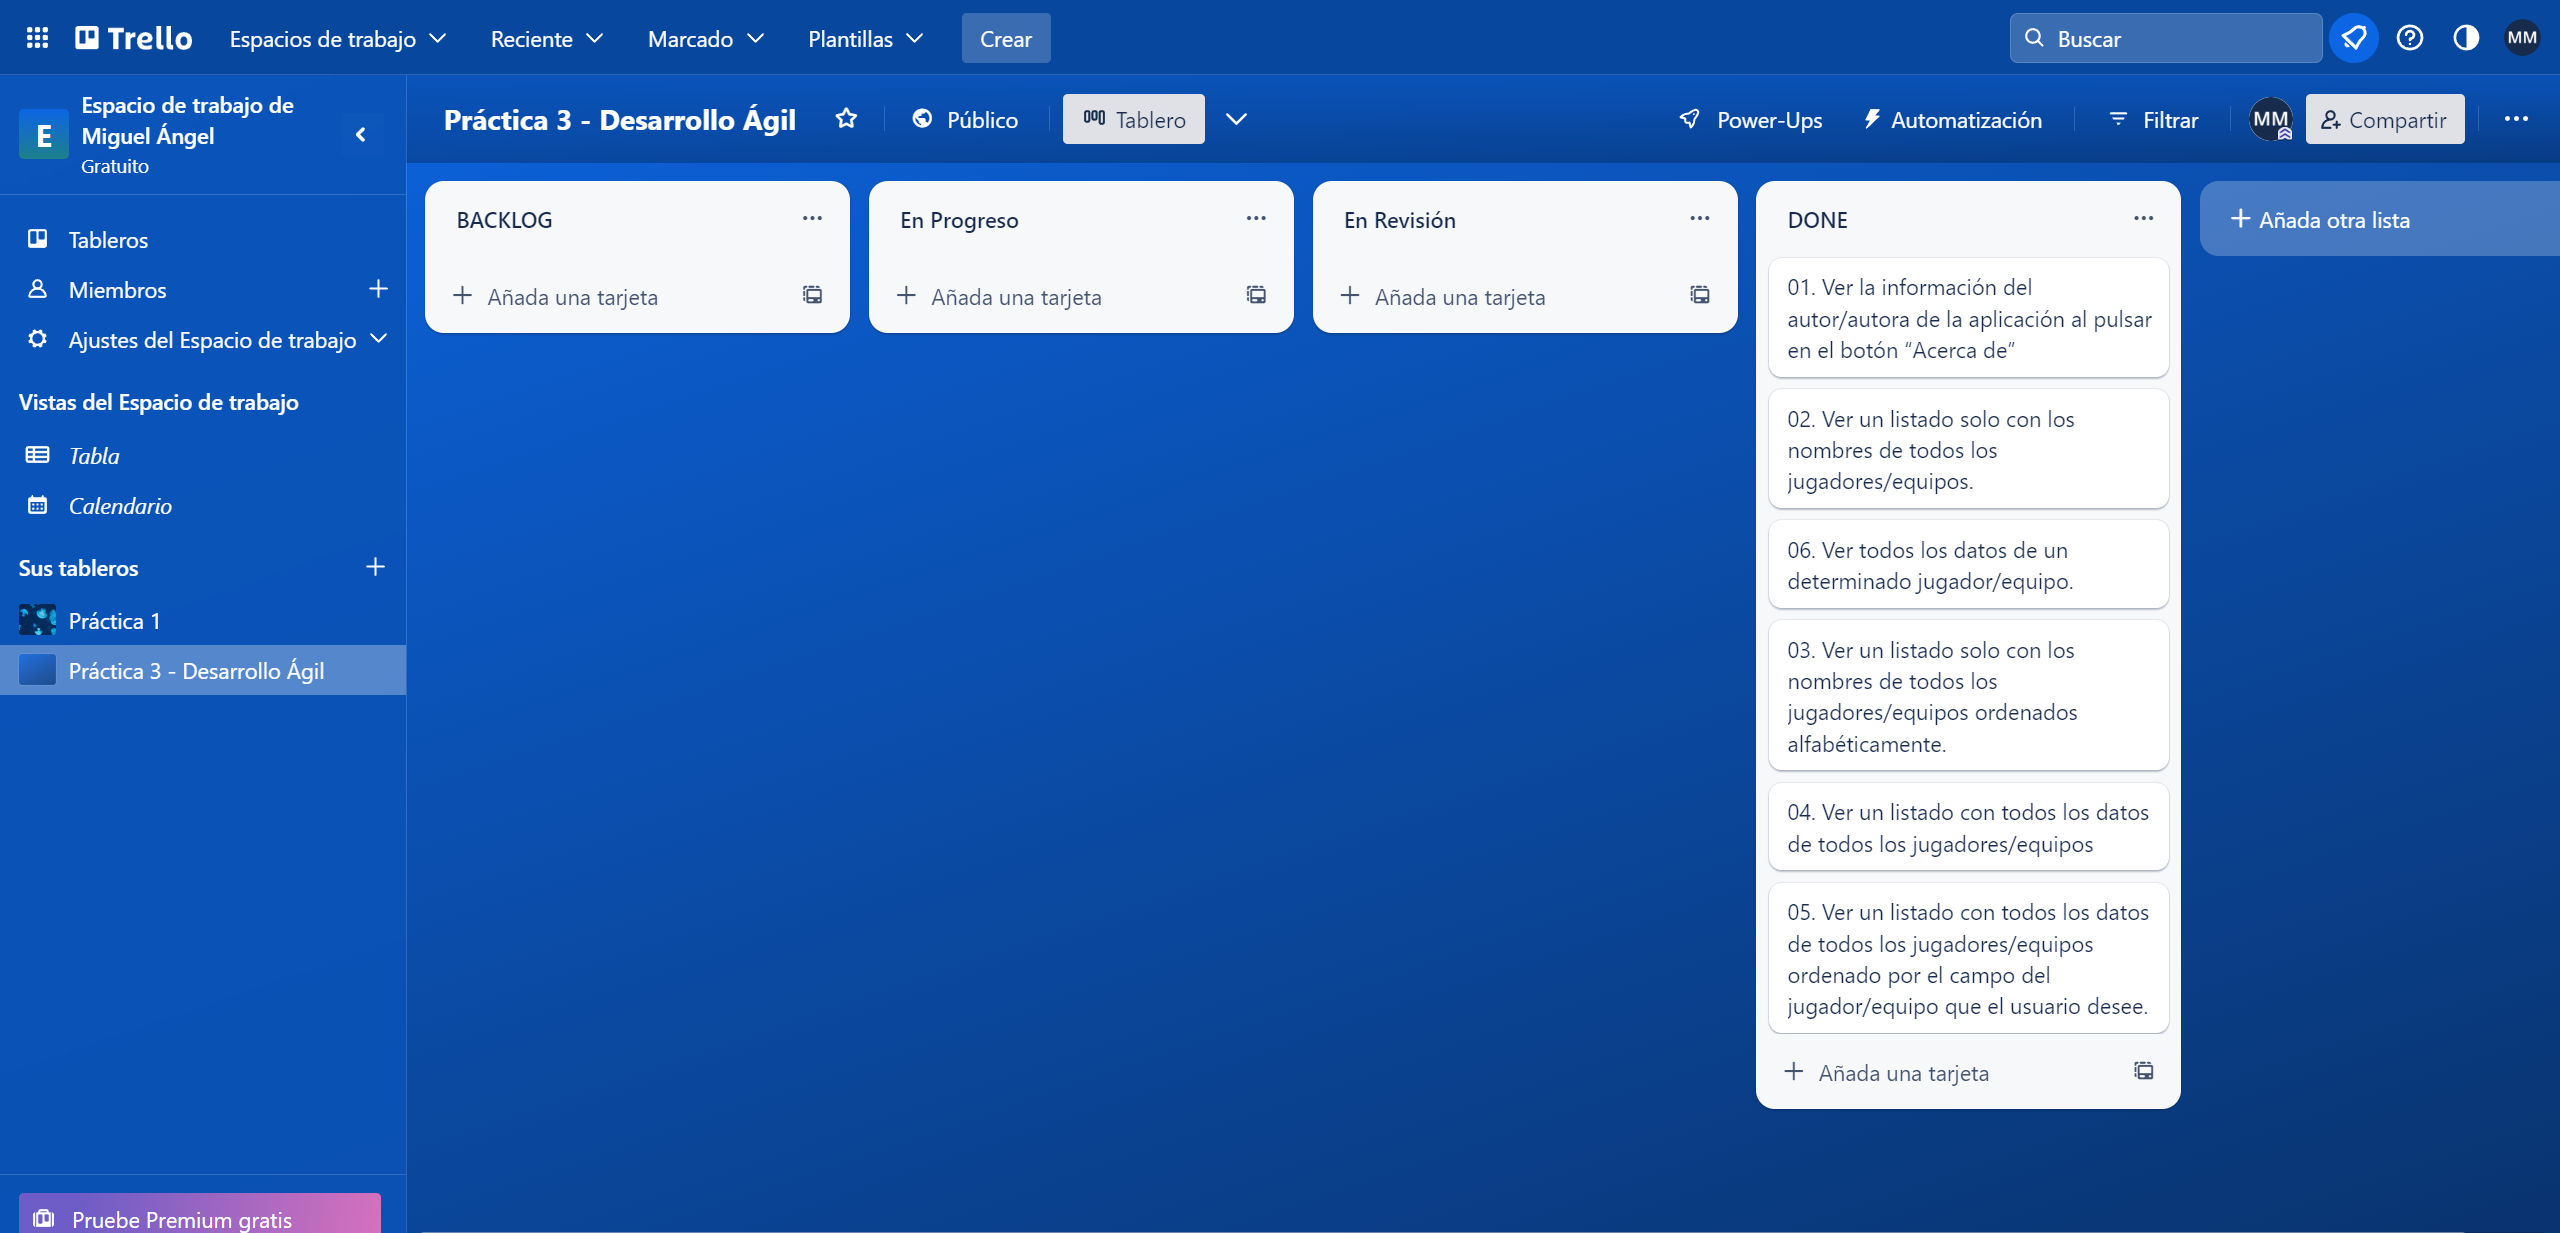 Trello
Espacios de trabajo
Reciente
Marcado
Plantillas
Crear
Buscar
MM
E
Espacio de trabajo de
Miguel Ángel
Gratuito
Práctica 3 - Desarrollo Ágil
Público
Tablero
Power-Ups
Automatización
Filtrar
MM
Compartir
Tableros
Miembros
Ajustes del Espacio de trabajo
Vistas del Espacio de trabajo
Tabla
Calendario
Sus tableros
Práctica 1
Práctica 3 - Desarrollo Ágil
Pruebe Premium gratis
BACKLOG
Añada una tarjeta
En Progreso
Añada una tarjeta
En Revisión
Añada una tarjeta
DONE
01. Ver la información del
autor/autora de la aplicación al pulsar
en el botón “Acerca de”
02. Ver un listado solo con los
nombres de todos los
jugadores/equipos.
06. Ver todos los datos de un
determinado jugador/equipo.
03. Ver un listado solo con los
nombres de todos los
jugadores/equipos ordenados
alfabéticamente.
04. Ver un listado con todos los datos
de todos los jugadores/equipos
05. Ver un listado con todos los datos
de todos los jugadores/equipos
ordenado por el campo del
jugador/equipo que el usuario desee.
Añada una tarjeta
Añada otra lista